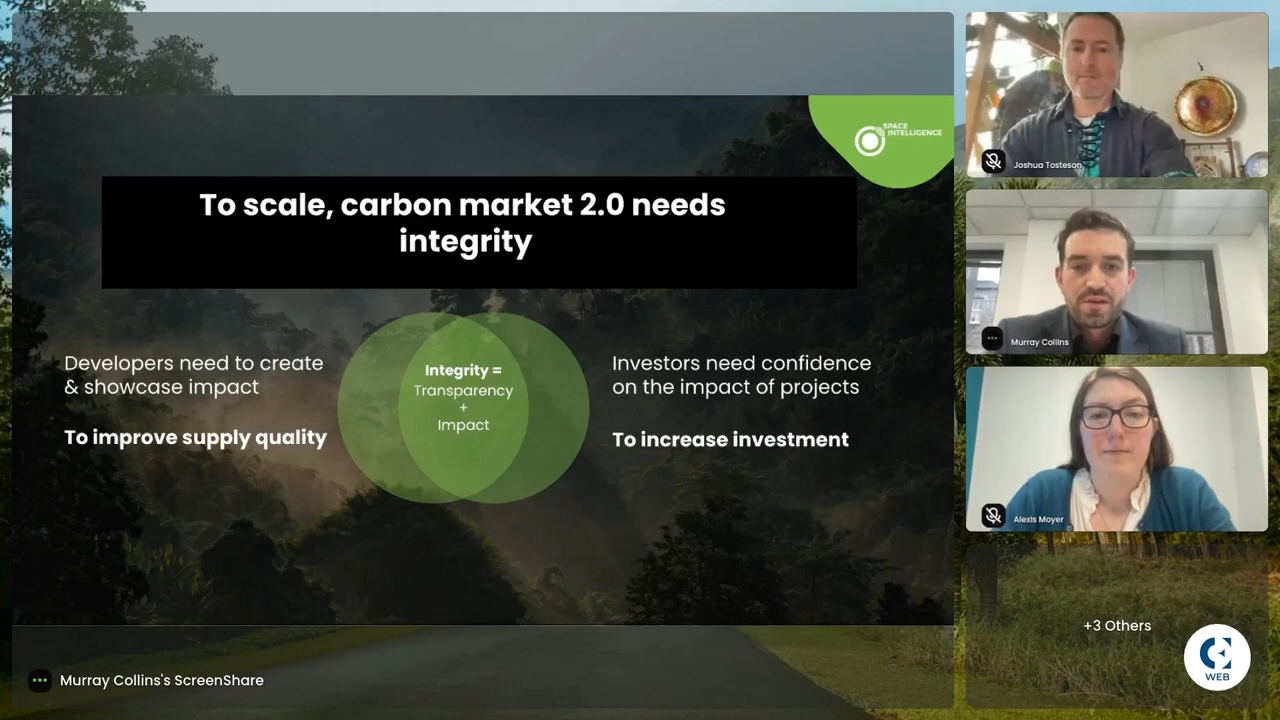 SPACE
INTELLIGENCE
To scale, carbon market 2.0 needs
integrity
Developers need to create
& showcase impact
To improve supply quality
Integrity =
Transparency
+
Impact
Investors need confidence
on the impact of projects
To increase investment
Murray Collins's ScreenShare
Joshua Tosteson
Murray Collins
Alexis Moyer
+3 Others
WEB